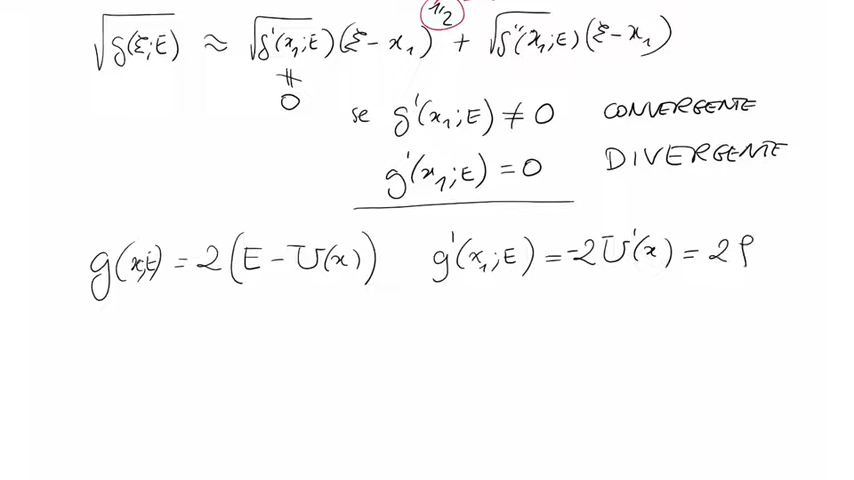 √g(ξ;E) ≈ √g'(x₁;E) (ξ - x₁)^1/2 + √g''(x₁;E) (ξ - x₁)
≠
0
se g'(x₁;E) ≠ 0 CONVERGENTE
g'(x₁;E) = 0 DIVERGENTE
g(x;E) = 2(E - U(x)) g'(x₁;E) = -2U'(x) = 2f